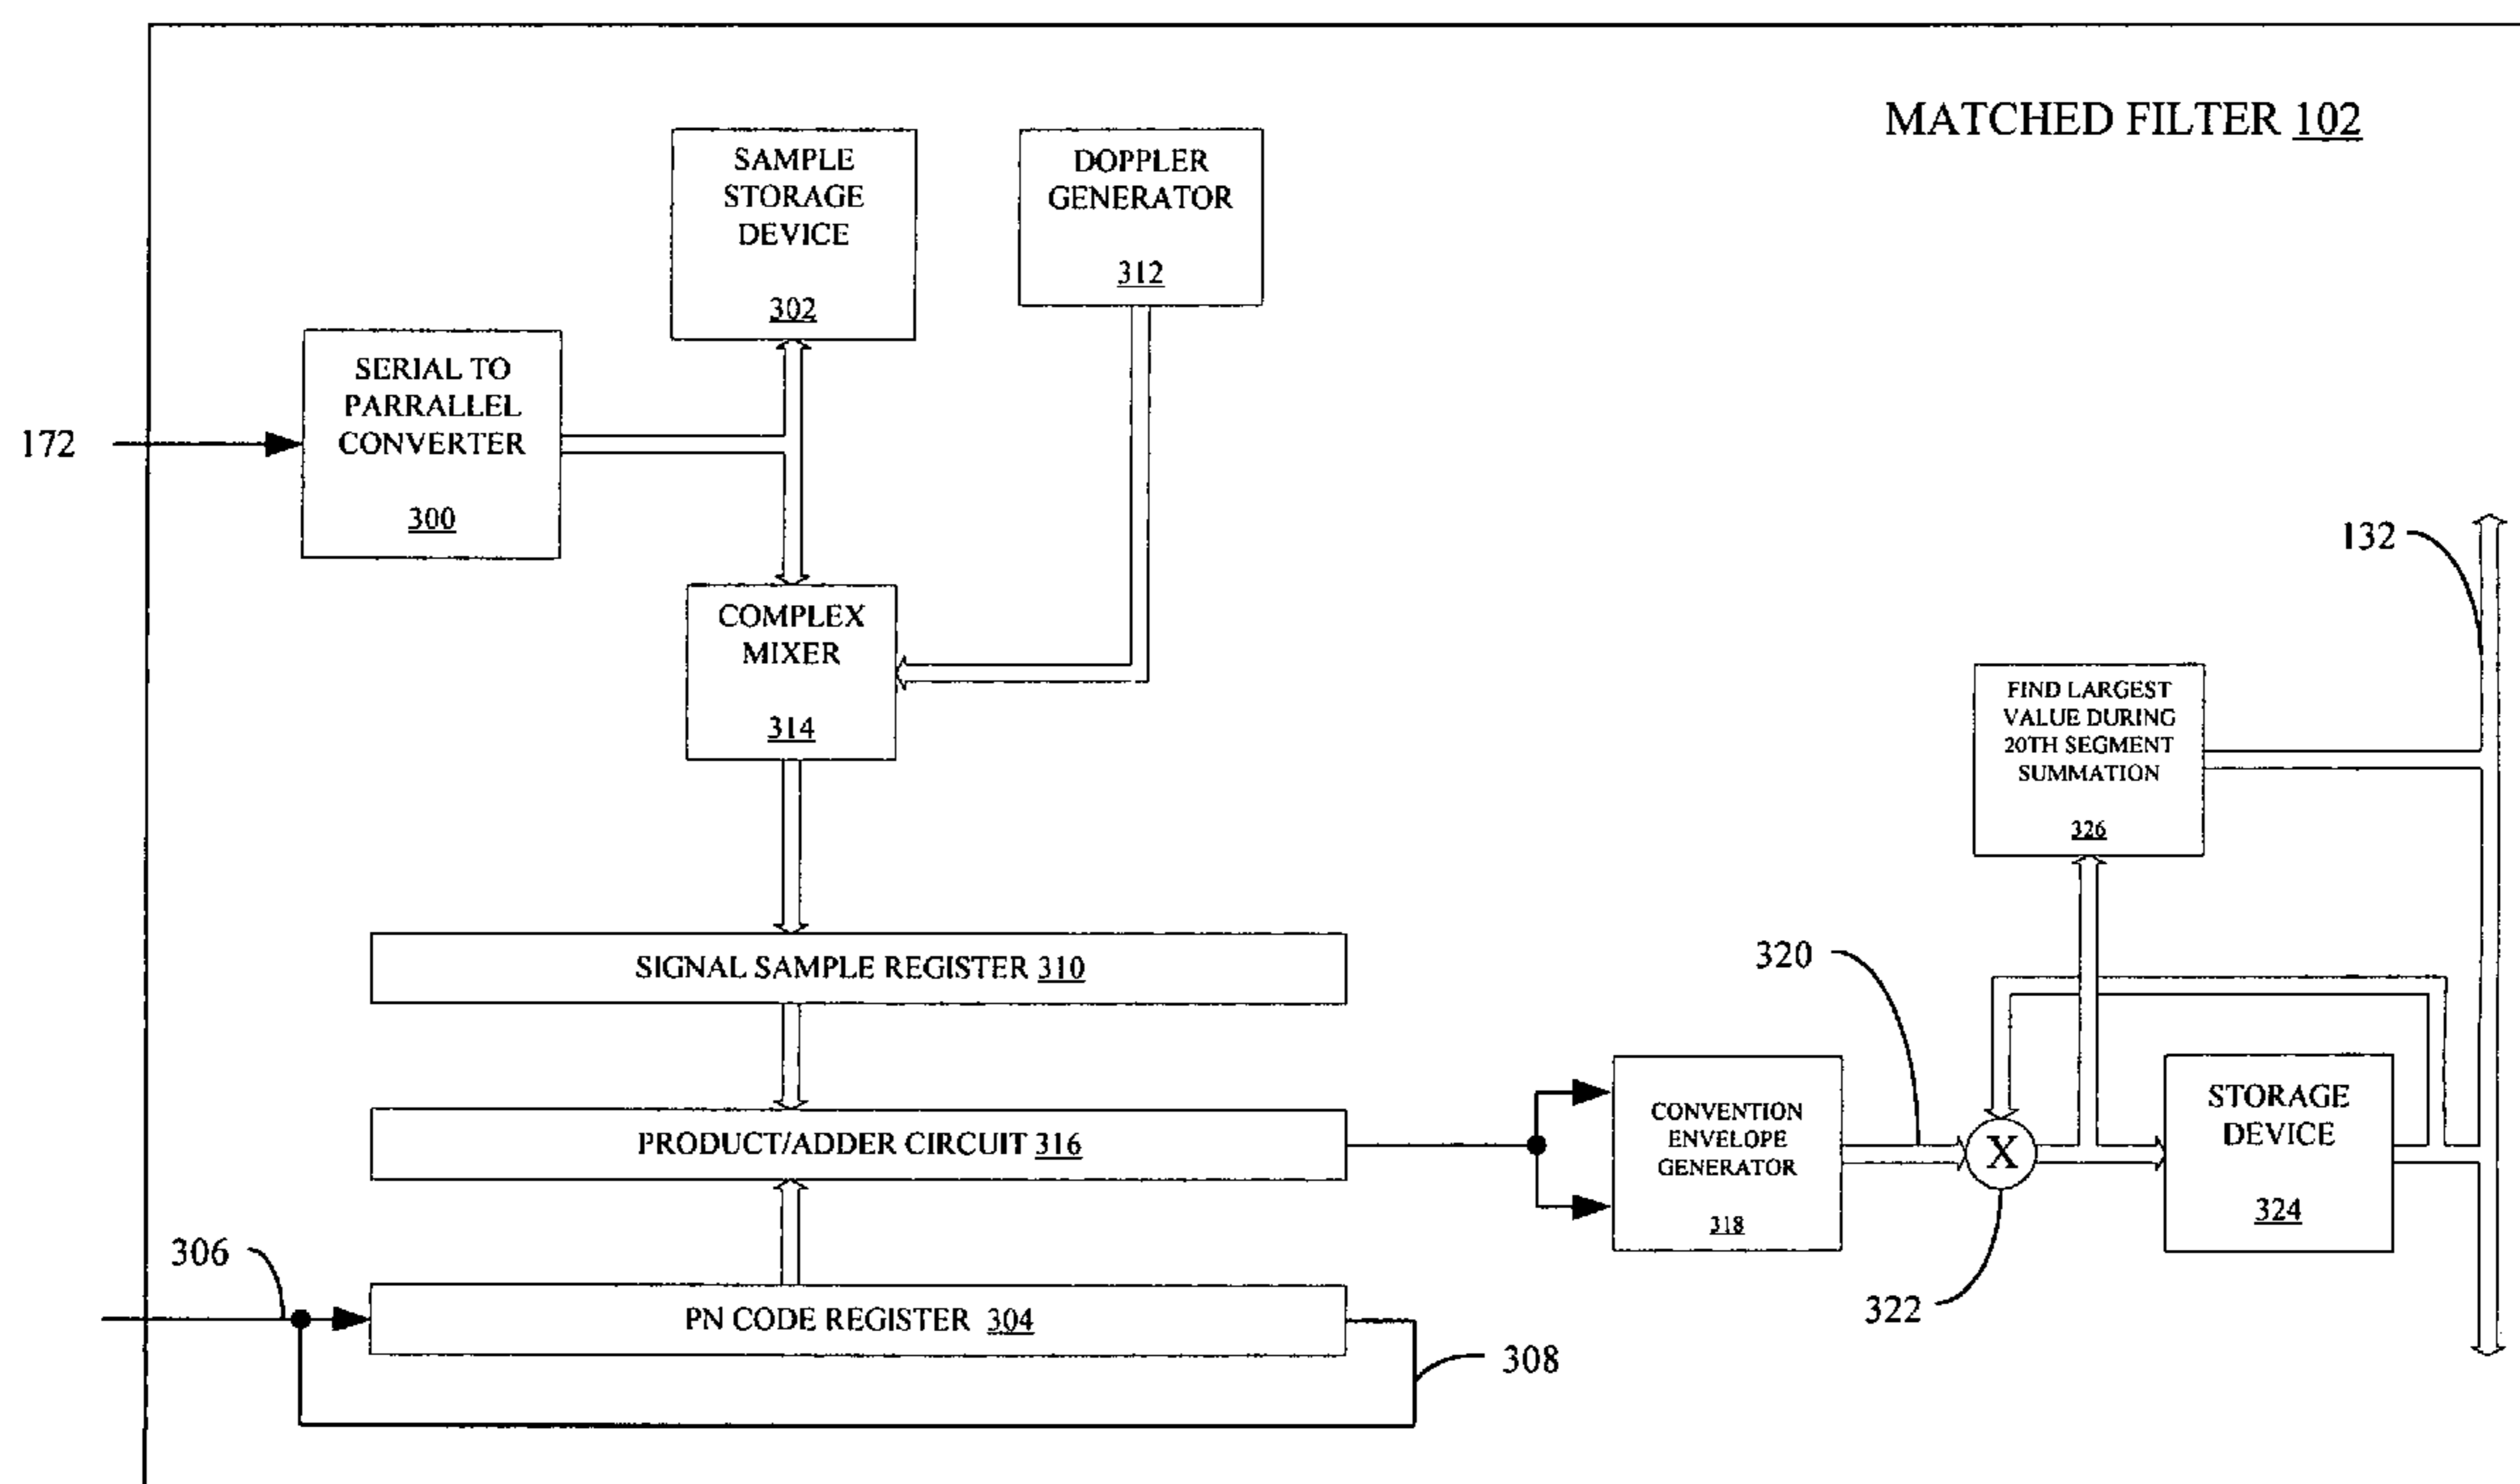 MATCHED FILTER 102
SAMPLE
STORAGE
DEVICE
302
DOPPLER
GENERATOR
312
SERIAL TO
PARRALLEL
CONVERTER
300
172
COMPLEX
MIXER
314
132
FIND LARGEST
VALUE DURING
20TH SEGMENT
SUMMATION
326
SIGNAL SAMPLE REGISTER 310
320
PRODUCT/ADDER CIRCUIT 316
CONVENTION
ENVELOPE
GENERATOR
318
X
STORAGE
DEVICE
324
322
306
PN CODE REGISTER 304
308